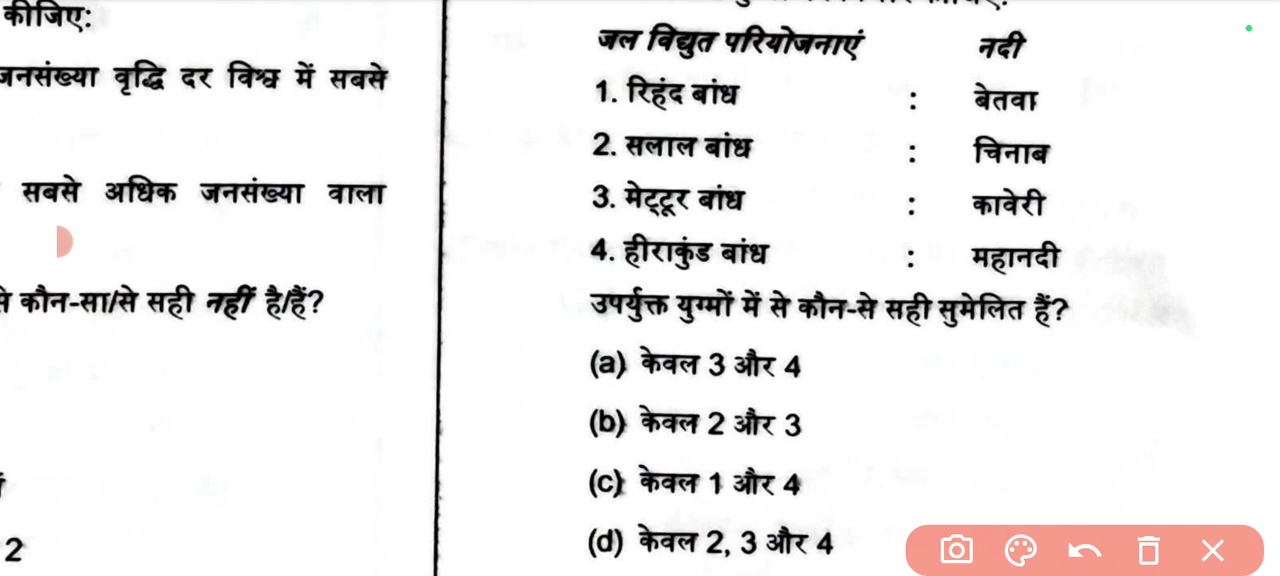 कीजिए:
जनसंख्या वृद्धि दर विश्व में सबसे
सबसे अधिक जनसंख्या वाला
कौन-सा/से सही नहीं है/हैं?
2
जल विद्युत परियोजनाएं नदी
1. रिहंद बांध : बेतवा
2. सलाल बांध : चिनाब
3. मेट्टूर बांध : कावेरी
4. हीराकुंड बांध : महानदी
उपर्युक्त युग्मों में से कौन-से सही सुमेलित हैं?
(a) केवल 3 और 4
(b) केवल 2 और 3
(c) केवल 1 और 4
(d) केवल 2, 3 और 4